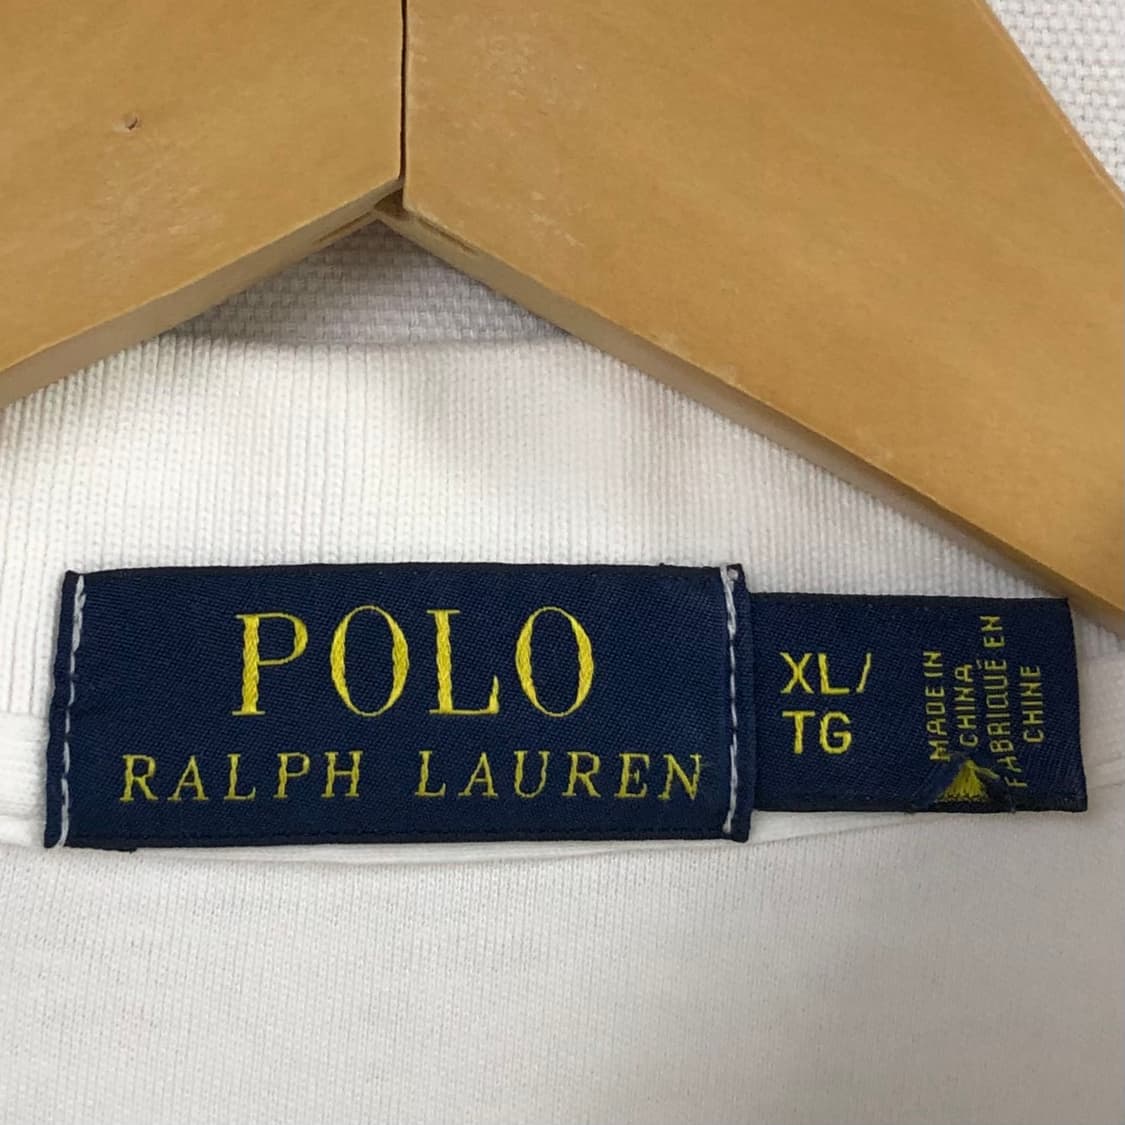 POLO
RALPH LAUREN
XL/
TG
MADE IN
CHINA
FABRIQUÉ EN
CHINE